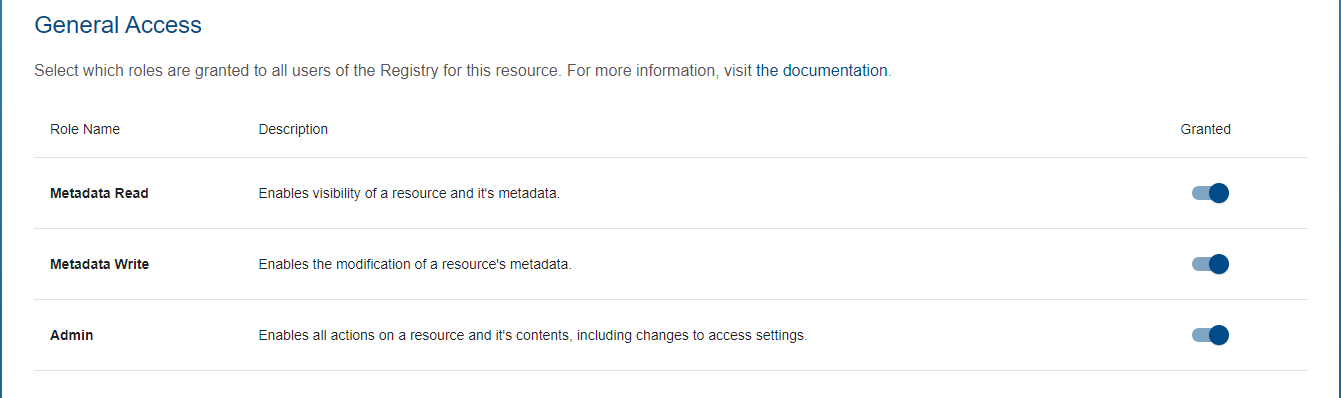 General Access
Select which roles are granted to all users of the Registry for this resource. For more information, visit the documentation.
Role Name Description Granted
Metadata Read Enables visibility of a resource and it's metadata.
Metadata Write Enables the modification of a resource's metadata.
Admin Enables all actions on a resource and it's contents, including changes to access settings.